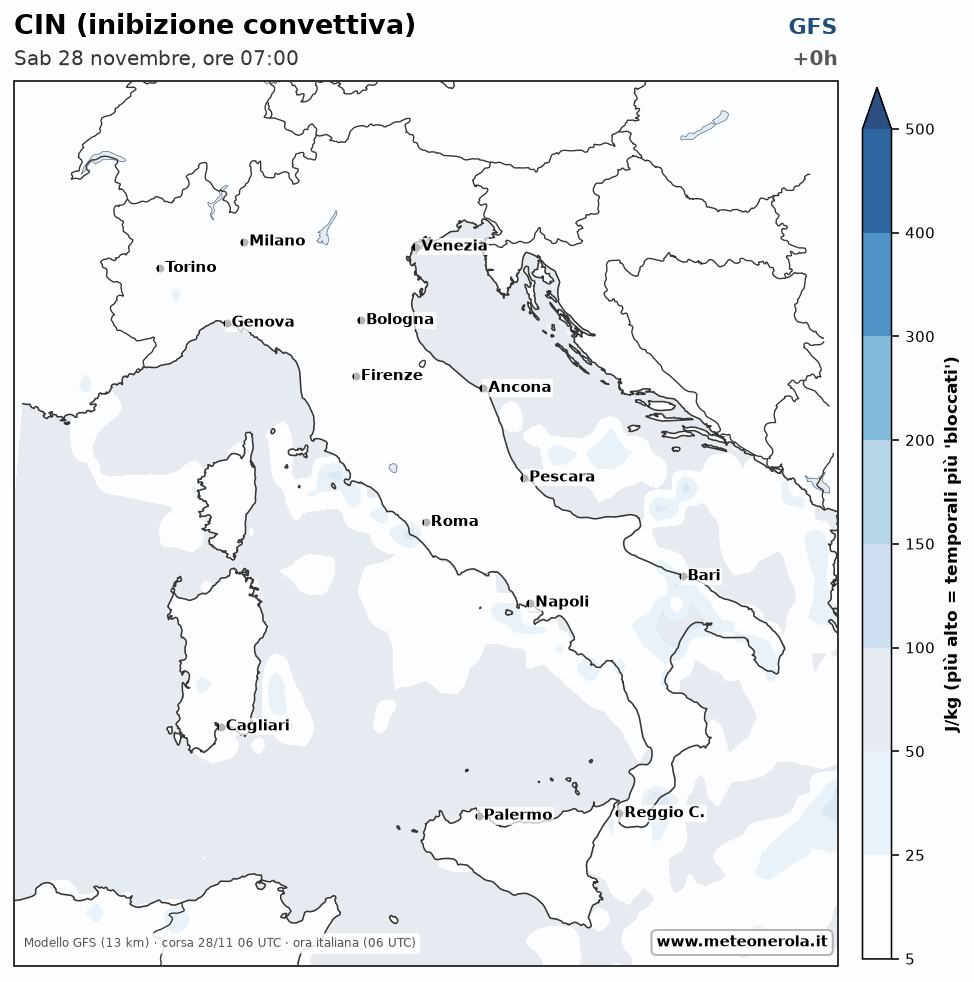 CIN (inibizione convettiva)
GFS
Sab 28 novembre, ore 07:00
+0h
500
400
300
200
150
100
50
25
5
J/kg (più alto = temporali più 'bloccati')
Milano
Venezia
Torino
Genova
Bologna
Firenze
Ancona
Pescara
Roma
Bari
Napoli
Cagliari
Palermo
Reggio C.
Modello GFS (13 km) · corsa 28/11 06 UTC · ora italiana (06 UTC)
www.meteonerola.it